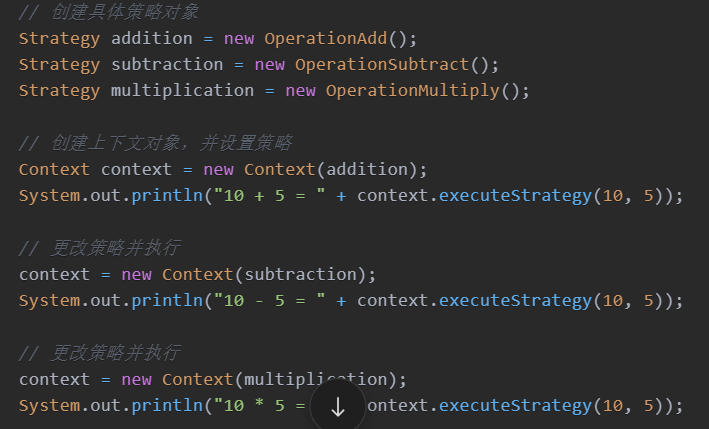 // 创建具体策略对象
Strategy addition = new OperationAdd();
Strategy subtraction = new OperationSubtract();
Strategy multiplication = new OperationMultiply();
// 创建上下文对象，并设置策略
Context context = new Context(addition);
System.out.println("10 + 5 = " + context.executeStrategy(10, 5));
// 更改策略并执行
context = new Context(subtraction);
System.out.println("10 - 5 = " + context.executeStrategy(10, 5));
// 更改策略并执行
context = new Context(multiplication);
System.out.println("10 * 5 = ontext.executeStrategy(10, 5));